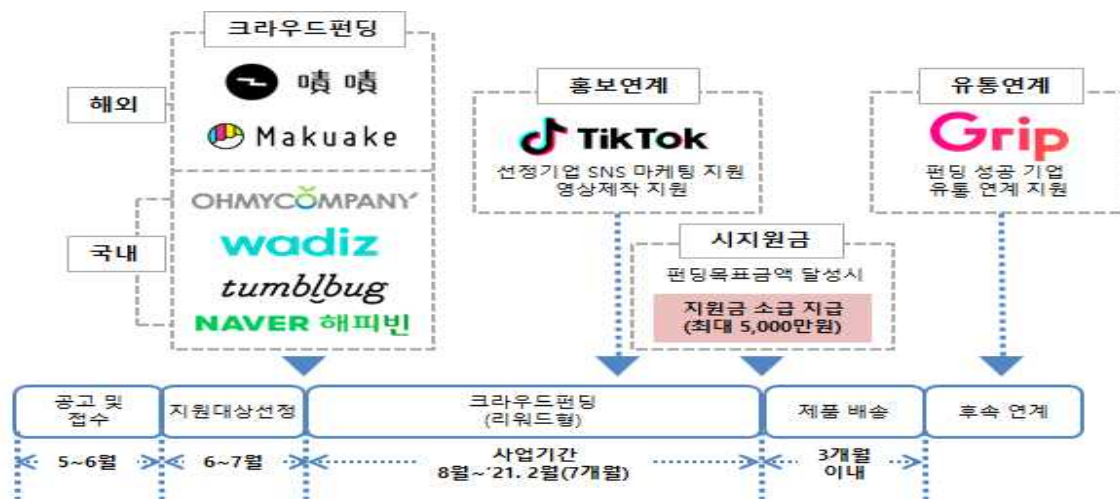 크라우드펀딩
해외
嘖 嘖
Makuake
국내
OHMYCOMPANY
wadiz
tumblbug
NAVER 해피빈
홍보연계
TikTok
선정기업 SNS 마케팅 지원
영상제작 지원
유통연계
Grip
펀딩 성공 기업
유통 연계 지원
시지원금
펀딩목표금액 달성시
지원금 소급 지급
(최대 5,000만원)
공고 및
접수
지원대상선정
크라우드펀딩
(리워드형)
제품 배송
후속 연계
5~6월
6~7월
사업기간
8월~'21. 2월(7개월)
3개월
이내